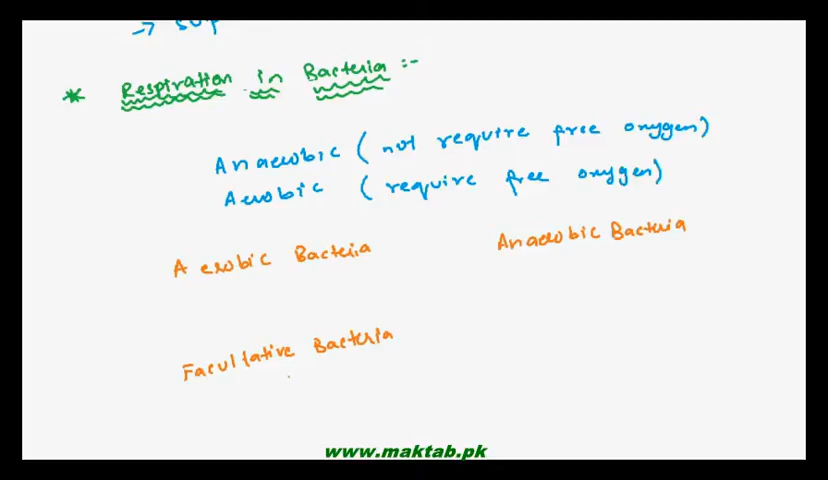 → sup
* Respiration in Bacteria :-
Anaerobic (not require free oxygen)
Aerobic (require free oxygen)
Aerobic Bacteria
Anaerobic Bacteria
Facultative Bacteria
www.maktab.pk